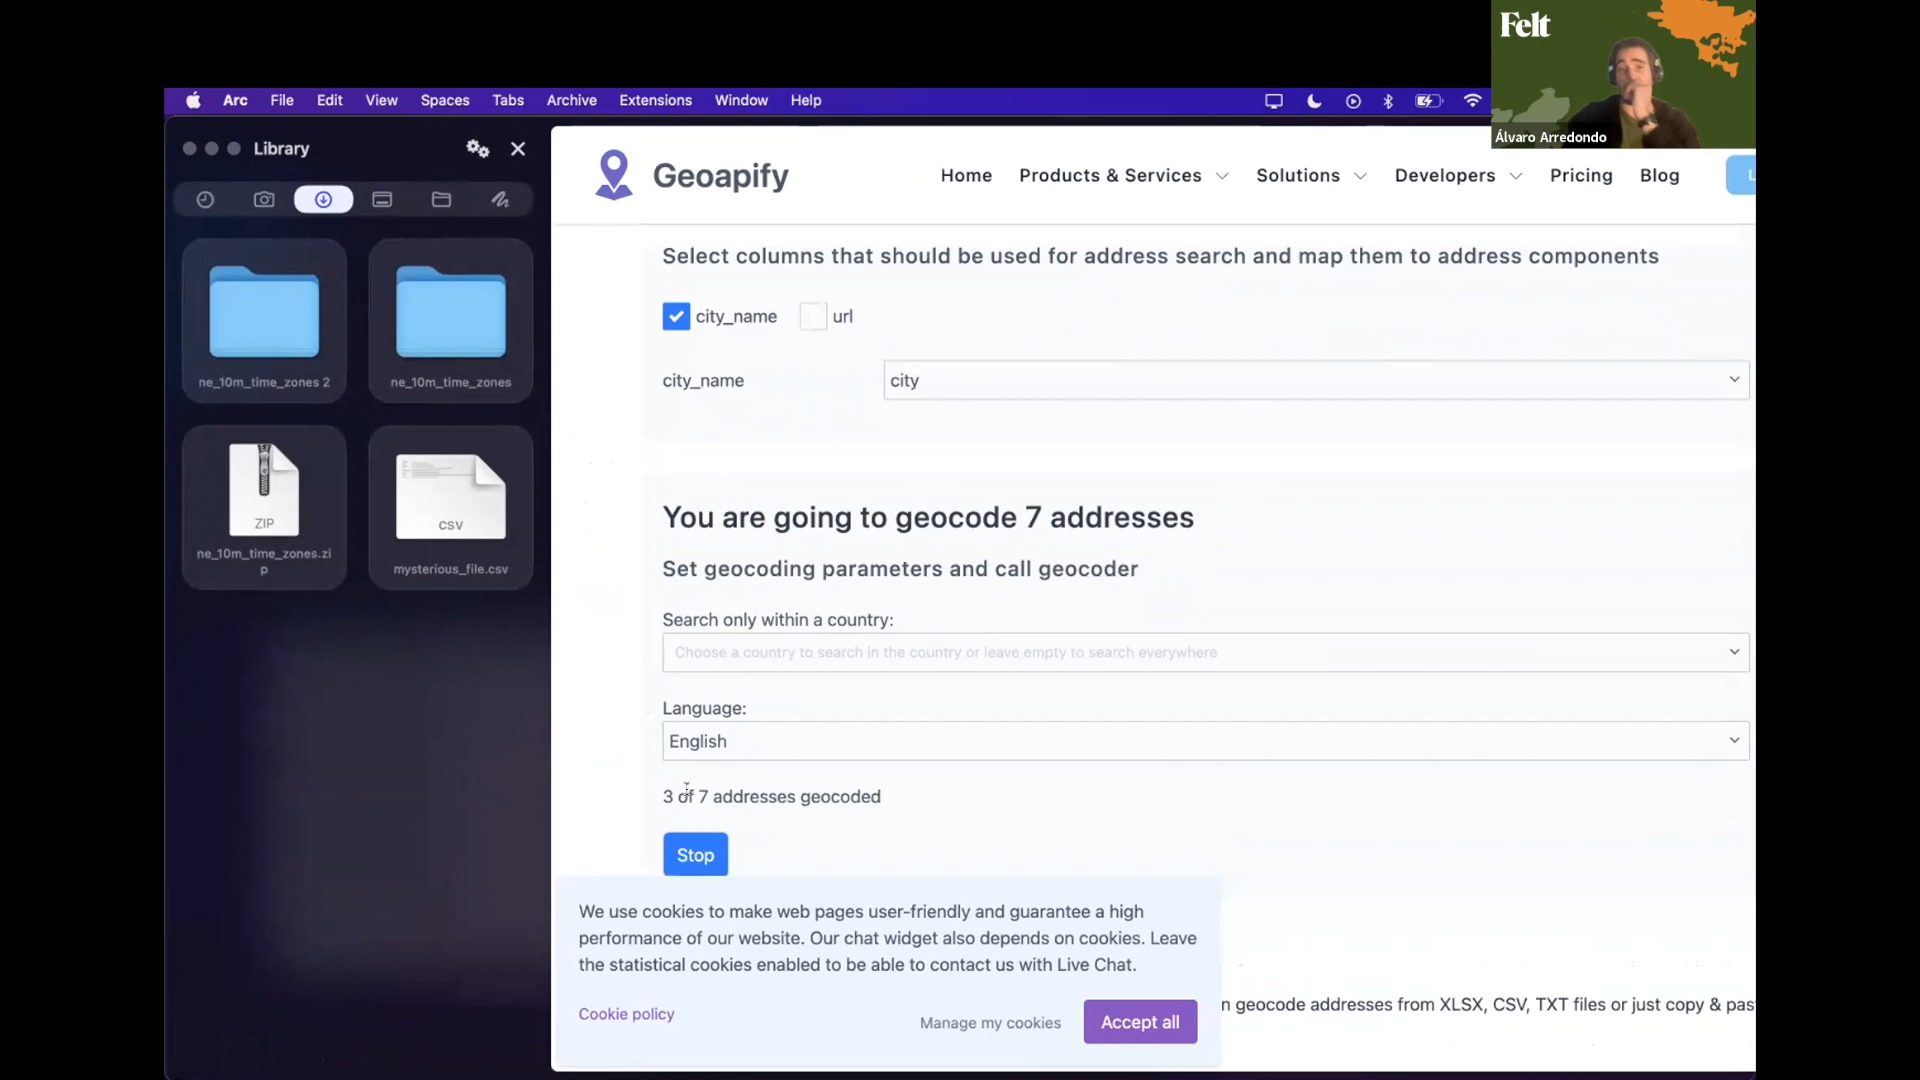 Felt
Álvaro Arredondo
Arc File Edit View Spaces Tabs Archive Extensions Window Help
Library
ne_10m_time_zones 2
ne_10m_time_zones
ZIP
ne_10m_time_zones.zi
p
CSV
mysterious_file.csv
Geoapify
Home Products & Services Solutions Developers Pricing Blog
Select columns that should be used for address search and map them to address components
city_name url
city_name city
You are going to geocode 7 addresses
Set geocoding parameters and call geocoder
Search only within a country:
Choose a country to search in the country or leave empty to search everywhere
Language:
English
3 of 7 addresses geocoded
Stop
We use cookies to make web pages user-friendly and guarantee a high
performance of our website. Our chat widget also depends on cookies. Leave
the statistical cookies enabled to be able to contact us with Live Chat.
Cookie policy
Manage my cookies
Accept all
n geocode addresses from XLSX, CSV, TXT files or just copy & pas